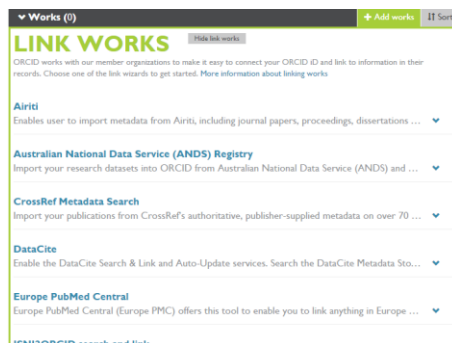 Works (0)
+ Add works
Sort
LINK WORKS
Hide link works
ORCID works with our member organizations to make it easy to connect your ORCID iD and link to information in their
records. Choose one of the link wizards to get started. More information about linking works
Airiti
Enables user to import metadata from Airiti, including journal papers, proceedings, dissertations ...
Australian National Data Service (ANDS) Registry
Import your research datasets into ORCID from Australian National Data Service (ANDS) and ...
CrossRef Metadata Search
Import your publications from CrossRef's authoritative, publisher-supplied metadata on over 70 ...
DataCite
Enable the DataCite Search & Link and Auto-Update services. Search the DataCite Metadata Sto...
Europe PubMed Central
Europe PubMed Central (Europe PMC) offers this tool to enable you to link anything in Europe ...
ISNI2ORCID search and link